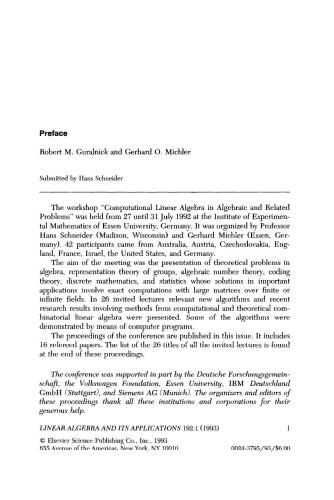 Preface
Robert M. Guralnick and Gerhard O. Michler
Submitted by Hans Schneider
The workshop "Computational Linear Algebra in Algebraic and Related
Problems" was held from 27 until 31 July 1992 at the Institute of Experimen-
tal Mathematics of Essen University, Germany. It was organized by Professor
Hans Schneider (Madison, Wisconsin) and Gerhard Michler (Essen, Ger-
many). 42 participants came from Australia, Austria, Czechoslovakia, Eng-
land, France, Israel, the United States, and Germany.
The aim of the meeting was the presentation of theoretical problems in
algebra, representation theory of groups, algebraic number theory, coding
theory, discrete mathematics, and statistics whose solutions in important
applications involve exact computations with large matrices over finite or
infinite fields. In 26 invited lectures relevant new algorithms and recent
research results involving methods from computational and theoretical com-
binatorial linear algebra were presented. Some of the algorithms were
demonstrated by means of computer programs.
The proceedings of the conference are published in this issue. It includes
16 refereed papers. The list of the 26 titles of all the invited lectures is found
at the end of these proceedings.
The conference was supported in part by the Deutsche Forschungsgemein-
schaft, the Volkswagen Foundation, Essen University, IBM Deutschland
GmbH (Stuttgart), and Siemens AG (Munich). The organizers and editors of
these proceedings thank all these institutions and corporations for their
generous help.
LINEAR ALGEBRA AND ITS APPLICATIONS 192:1 (1993) 1
© Elsevier Science Publishing Co., Inc., 1993
655 Avenue of the Americas, New York, NY 10010 0024-3795/93/$6.00